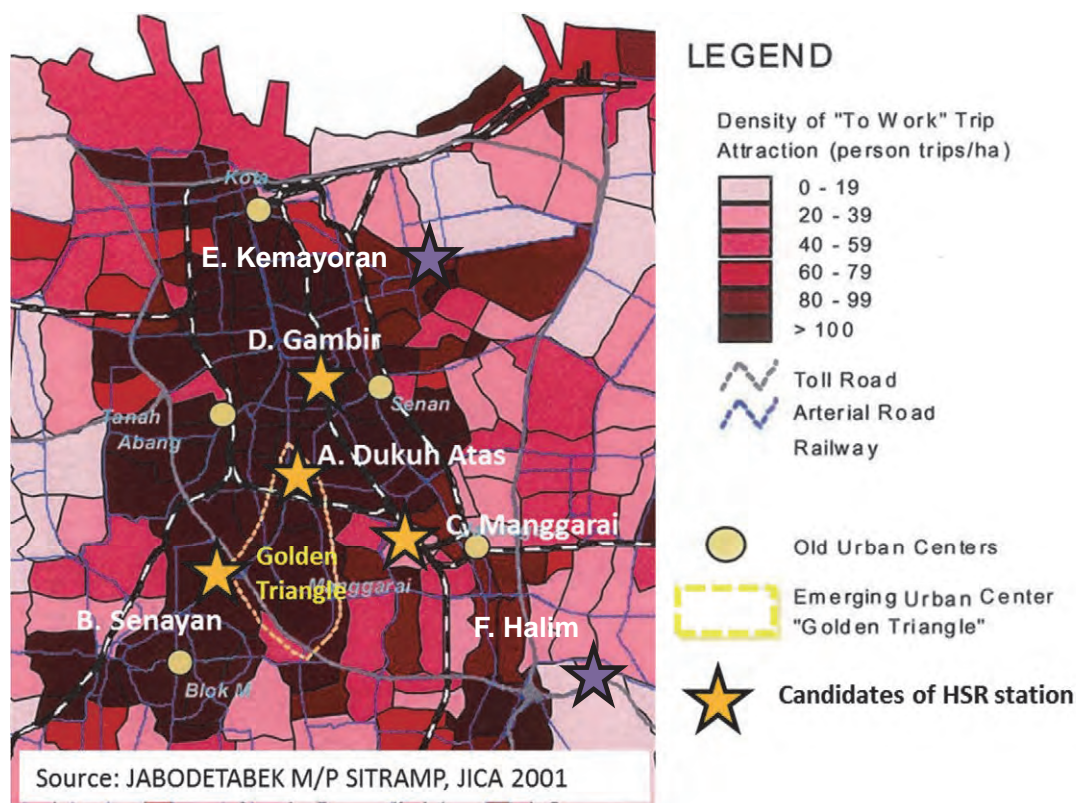 Kota
E. Kemayoran
D. Gambir
Senan
Tanah
Abang
A. Dukuh Atas
C. Manggarai
Golden
Triangle
Manggarai
B. Senayan
F. Halim
Blok M
Source: JABODETABEK M/P SITRAMP, JICA 2001
LEGEND
Density of "To Work" Trip
Attraction (person trips/ha)
0 - 19
20 - 39
40 - 59
60 - 79
80 - 99
> 100
Toll Road
Arterial Road
Railway
Old Urban Centers
Emerging Urban Center
"Golden Triangle"
Candidates of HSR station